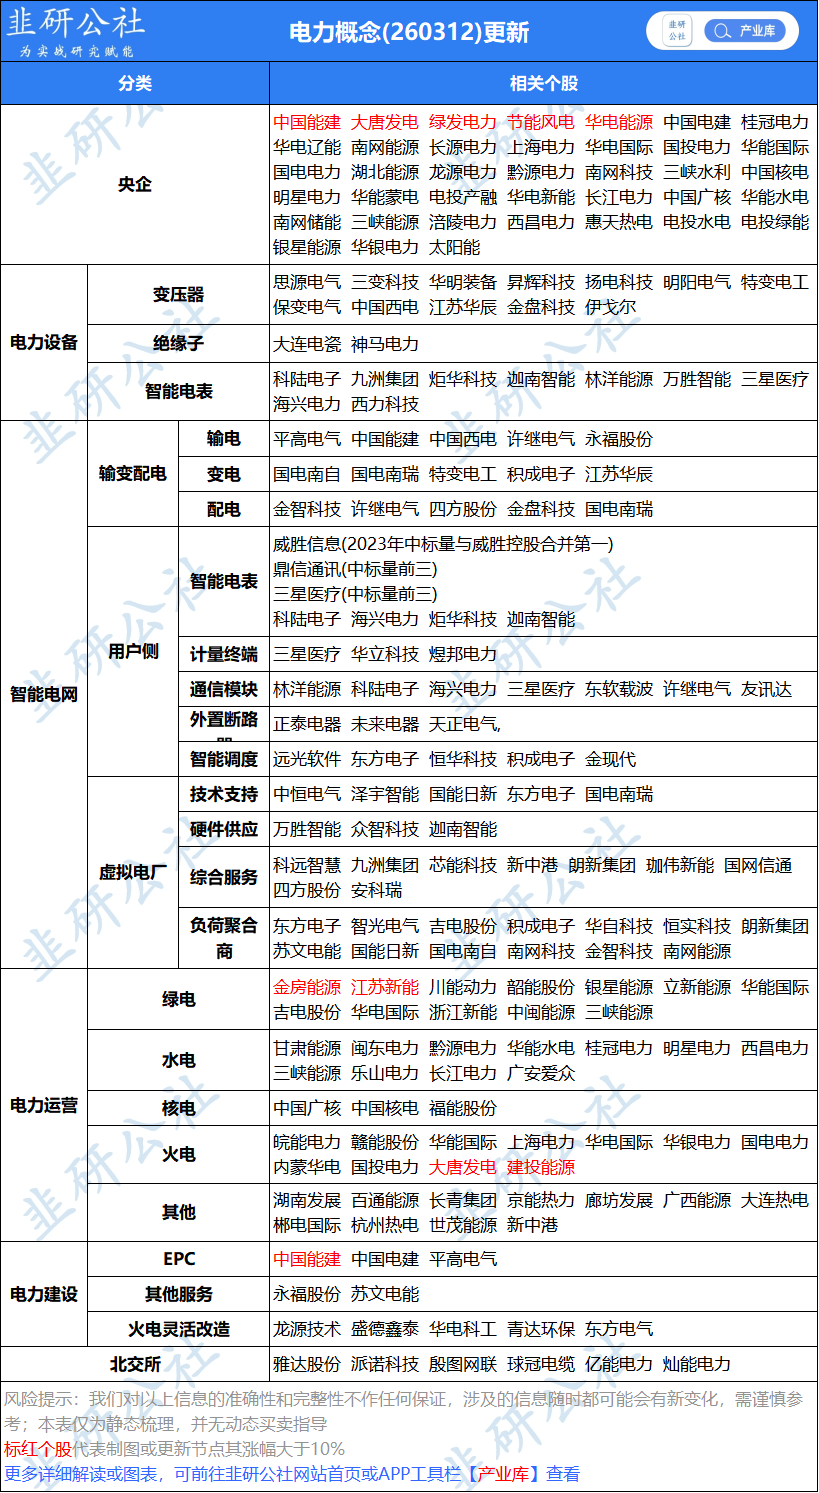 韭研公社
为实战研究赋能
电力概念(260312)更新
韭研
公社
产业库
分类 相关个股
央企
中国能建 大唐发电 绿发电力 节能风电 华电能源 中国电建 桂冠电力
华电辽能 南网能源 长源电力 上海电力 华电国际 国投电力 华能国际
国电电力 湖北能源 龙源电力 黔源电力 南网科技 三峡水利 中国核电
明星电力 华能蒙电 电投产融 华电新能 长江电力 中国广核 华能水电
南网储能 三峡能源 涪陵电力 西昌电力 惠天热电 电投水电 电投绿能
银星能源 华银电力 太阳能
电力设备
变压器
思源电气 三变科技 华明装备 昇辉科技 扬电科技 明阳电气 特变电工
保变电气 中国西电 江苏华辰 金盘科技 伊戈尔
绝缘子
大连电瓷 神马电力
智能电表
科陆电子 九洲集团 炬华科技 迦南智能 林洋能源 万胜智能 三星医疗
海兴电力 西力科技
智能电网
输变配电
输电
平高电气 中国能建 中国西电 许继电气 永福股份
变电
国电南自 国电南瑞 特变电工 积成电子 江苏华辰
配电
金智科技 许继电气 四方股份 金盘科技 国电南瑞
用户侧
智能电表
威胜信息(2023年中标量与威胜控股合并第一)
鼎信通讯(中标量前三)
三星医疗(中标量前三)
科陆电子 海兴电力 炬华科技 迦南智能
计量终端
三星医疗 华立科技 煜邦电力
通信模块
林洋能源 科陆电子 海兴电力 三星医疗 东软载波 许继电气 友讯达
外置断路
正泰电器 未来电器 天正电气,
智能调度
远光软件 东方电子 恒华科技 积成电子 金现代
虚拟电厂
技术支持
中恒电气 泽宇智能 国能日新 东方电子 国电南瑞
硬件供应
万胜智能 众智科技 迦南智能
综合服务
科远智慧 九洲集团 芯能科技 新中港 朗新集团 珈伟新能 国网信通
四方股份 安科瑞
负荷聚合
商
东方电子 智光电气 吉电股份 积成电子 华自科技 恒实科技 朗新集团
苏文电能 国能日新 国电南自 南网科技 金智科技 南网能源
电力运营
绿电
金房能源 江苏新能 川能动力 韶能股份 银星能源 立新能源 华能国际
吉电股份 华电国际 浙江新能 中闽能源 三峡能源
水电
甘肃能源 闽东电力 黔源电力 华能水电 桂冠电力 明星电力 西昌电力
三峡能源 乐山电力 长江电力 广安爱众
核电
中国广核 中国核电 福能股份
火电
皖能电力 赣能股份 华能国际 上海电力 华电国际 华银电力 国电电力
内蒙华电 国投电力 大唐发电 建投能源
其他
湖南发展 百通能源 长青集团 京能热力 廊坊发展 广西能源 大连热电
郴电国际 杭州热电 世茂能源 新中港
电力建设
EPC
中国能建 中国电建 平高电气
其他服务
永福股份 苏文电能
火电灵活改造
龙源技术 盛德鑫泰 华电科工 青达环保 东方电气
北交所
雅达股份 派诺科技 殷图网联 球冠电缆 亿能电力 灿能电力
风险提示：我们对以上信息的准确性和完整性不作任何保证，涉及的信息随时都可能会有新变化，需谨慎参
考；本表仅为静态梳理，并无动态买卖指导
标红个股代表制图或更新节点其涨幅大于10%
更多详细解读或图表，可前往韭研公社网站首页或APP工具栏【产业库】查看